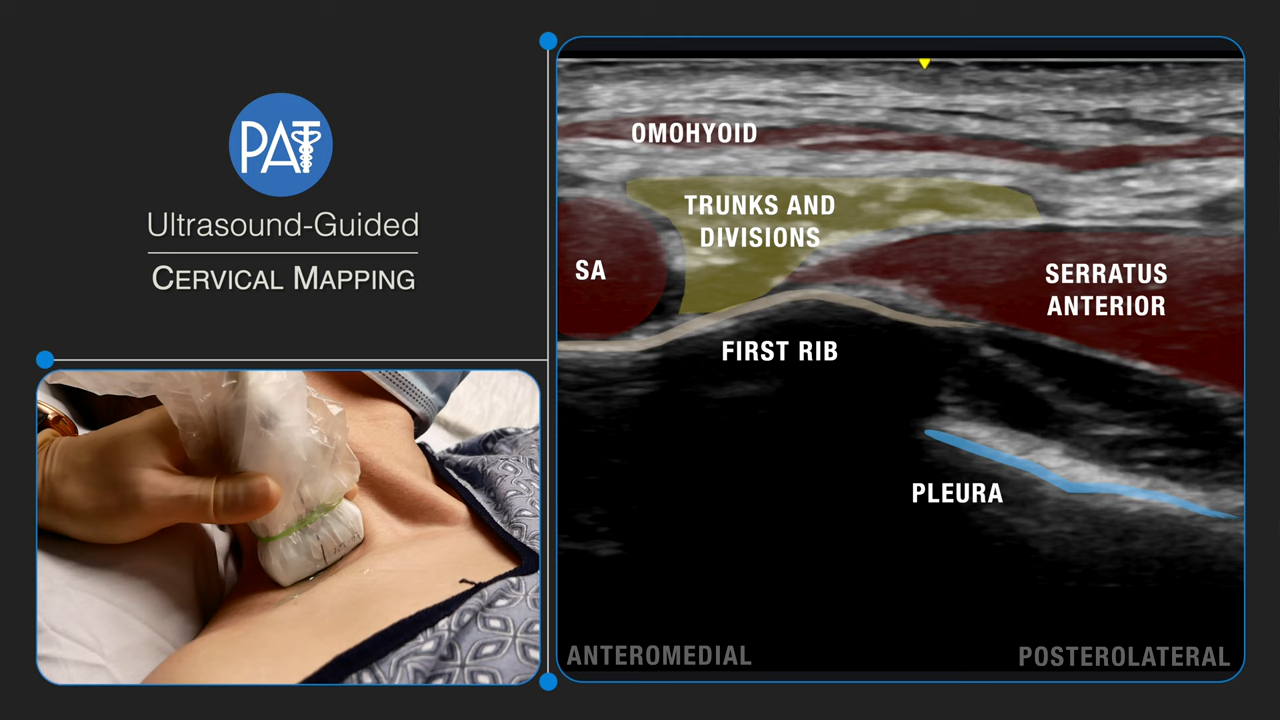 PAT
Ultrasound-Guided
CERVICAL MAPPING
OMOHYOID
TRUNKS AND
DIVISIONS
SA
SERRATUS
ANTERIOR
FIRST RIB
PLEURA
ANTEROMEDIAL
POSTEROLATERAL